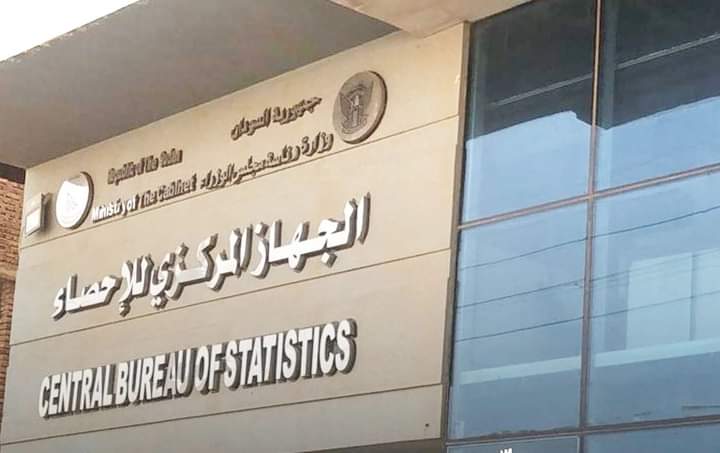 جمهورية السودان
Republic of the Sudan
وزارة رئاسة مجلس الوزراء
Ministry of The Cabinet
الجهاز المركزي للإحصاء
CENTRAL BUREAU OF STATISTICS